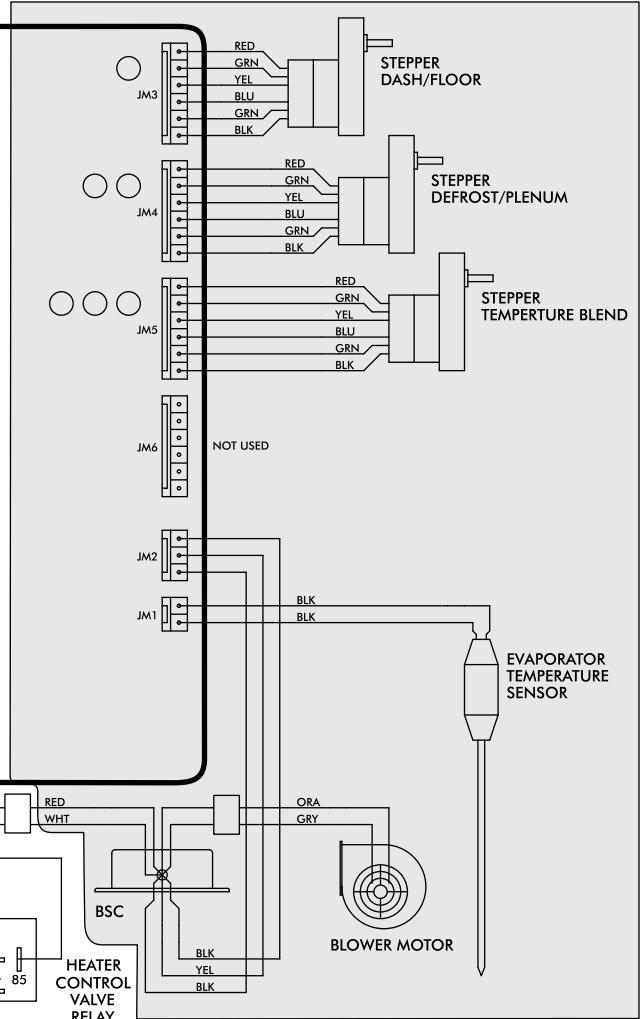 RED
GRN
YEL
BLU
GRN
BLK
JM3
STEPPER
DASH/FLOOR
RED
GRN
YEL
BLU
GRN
BLK
JM4
STEPPER
DEFROST/PLENUM
RED
GRN
YEL
BLU
GRN
BLK
JM5
STEPPER
TEMPERTURE BLEND
JM6
NOT USED
JM2
JM1
BLK
BLK
EVAPORATOR
TEMPERATURE
SENSOR
RED
WHT
ORA
GRY
BSC
BLOWER MOTOR
BLK
YEL
BLK
85
HEATER
CONTROL
VALVE
RELAY